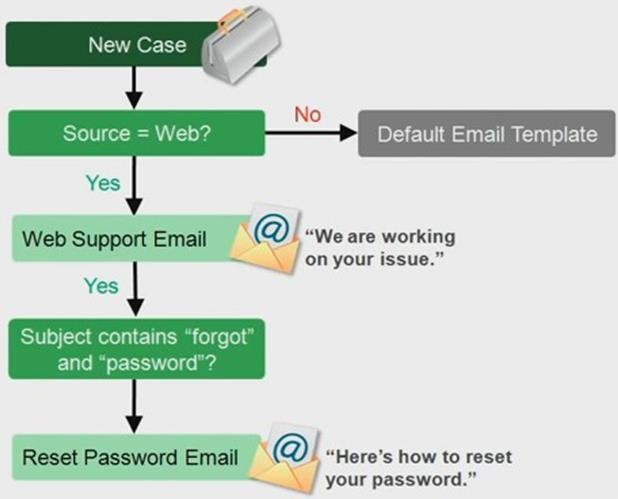 New Case
Source = Web?
No
Default Email Template
Yes
Web Support Email
@
“We are working
on your issue.”
Yes
Subject contains “forgot”
and “password”?
Reset Password Email
@
“Here’s how to reset
your password.”